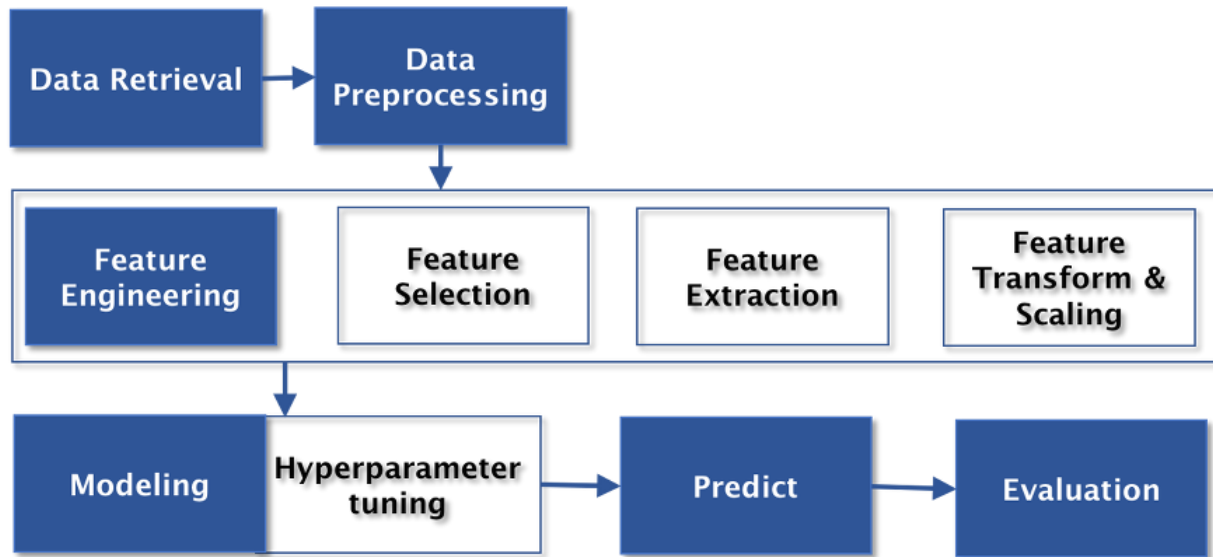 Data Retrieval
Data
Preprocessing
Feature
Engineering
Feature
Selection
Feature
Extraction
Feature
Transform &
Scaling
Modeling
Hyperparameter
tuning
Predict
Evaluation